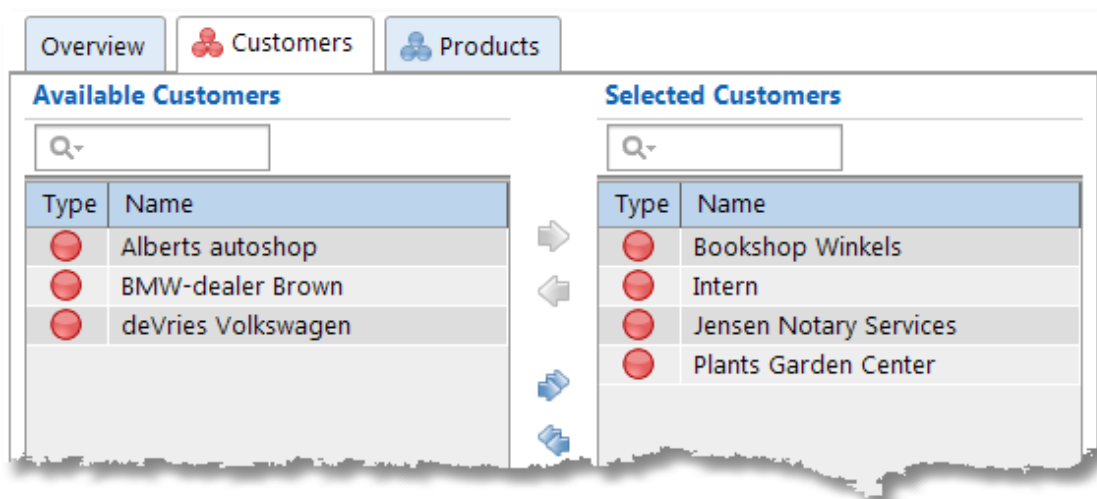 Overview Customers Products
Available Customers
Type Name
Alberts autoshop
BMW-dealer Brown
deVries Volkswagen
Selected Customers
Type Name
Bookshop Winkels
Intern
Jensen Notary Services
Plants Garden Center